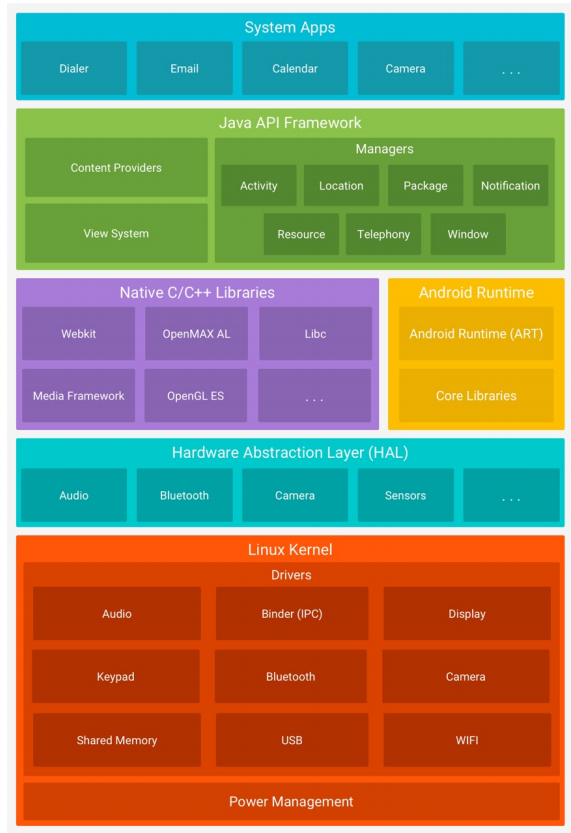 System Apps
Dialer
Email
Calendar
Camera
. . .
Java API Framework
Content Providers
View System
Managers
Activity
Location
Package
Notification
Resource
Telephony
Window
Native C/C++ Libraries
Webkit
OpenMAX AL
Libc
Media Framework
OpenGL ES
. . .
Android Runtime
Android Runtime (ART)
Core Libraries
Hardware Abstraction Layer (HAL)
Audio
Bluetooth
Camera
Sensors
. . .
Linux Kernel
Drivers
Audio
Binder (IPC)
Display
Keypad
Bluetooth
Camera
Shared Memory
USB
WIFI
Power Management